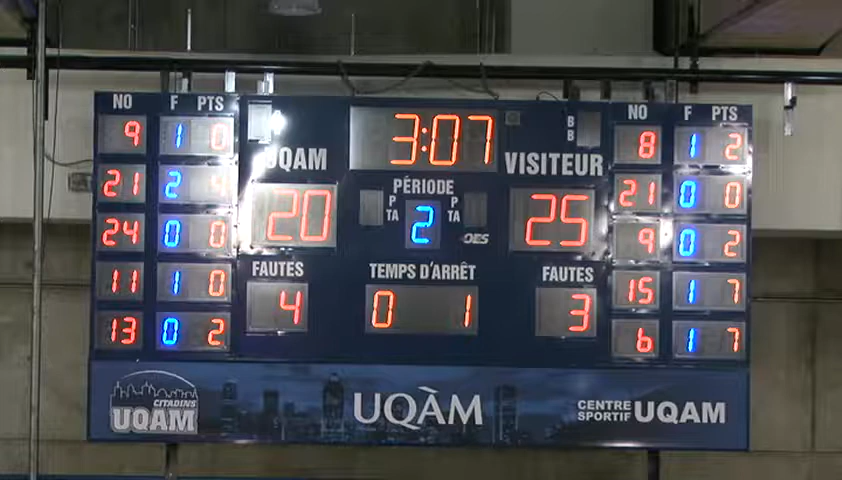 NO F PTS 3:07 NO F PTS
9 1 0 B B 8 1 2
UQAM VISITEUR
21 2 4 PÉRIODE 21 0 0
20 P TA 2 P TA 25
24 0 0 OES 9 0 2
FAUTES TEMPS D'ARRÊT FAUTES
11 1 0 4 0 1 3 15 1 7
13 0 2 6 1 7
CITADINS
UQAM
UQÀM
CENTRE SPORTIF UQAM